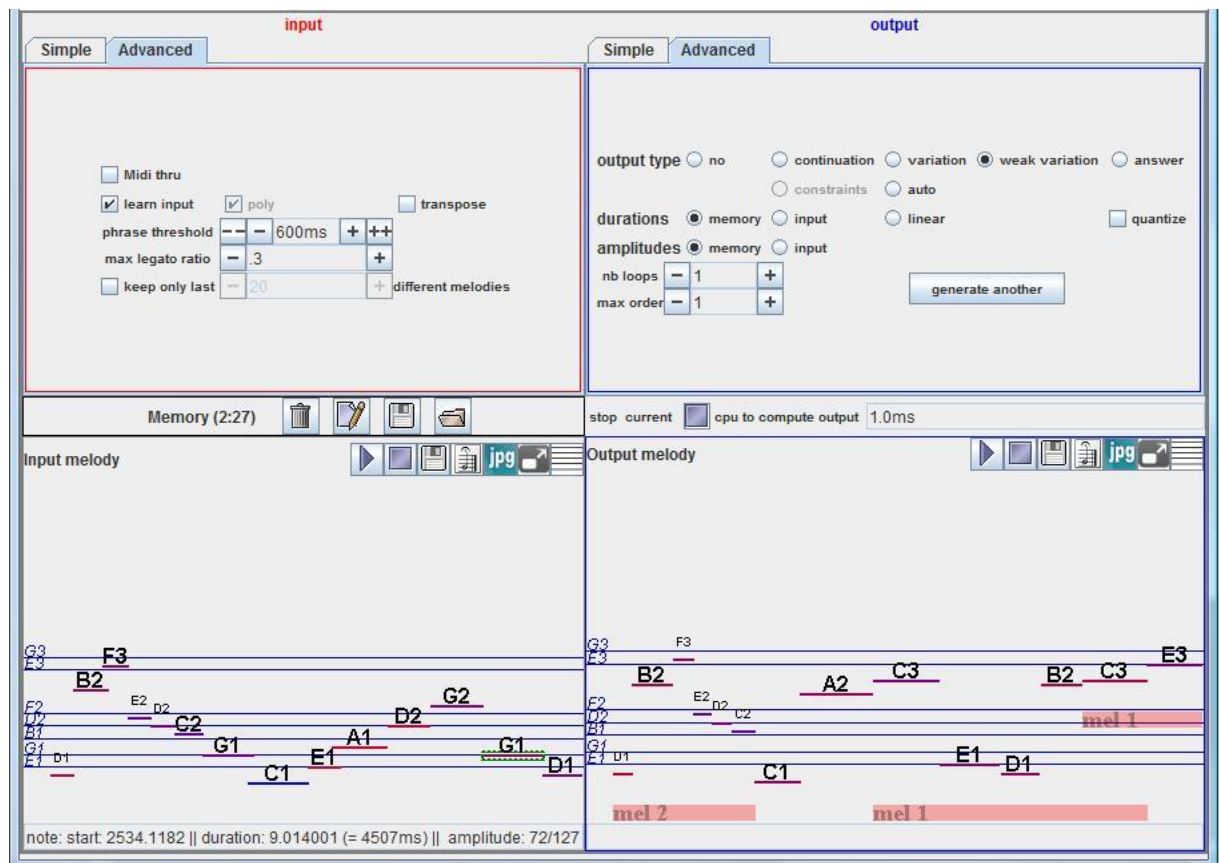 input
Simple Advanced
Midi thru
learn input poly transpose
phrase threshold -- - 600ms + ++
max legato ratio - .3 +
keep only last - 20 + different melodies
output
Simple Advanced
output type no continuation variation weak variation answer
constraints auto
durations memory input linear quantize
amplitudes memory input
nb loops - 1 +
max order - 1 +
generate another
Memory (2:27)
stop current cpu to compute output 1.0ms
Input melody jpg
G3
E3
F2
D2
B1
G1
E1
D1 B2 F3 E2 D2 C2 G1 C1 E1 A1 D2 G2 G1 D1
note: start: 2534.1182 || duration: 9.014001 (= 4507ms) || amplitude: 72/127
Output melody jpg
G3
E3
F2
D2
B1
G1
E1
D1 B2 F3 E2 D2 C2 C1 A2 C3 E1 D1 B2 C3 E3
mel 1
mel 2 mel 1